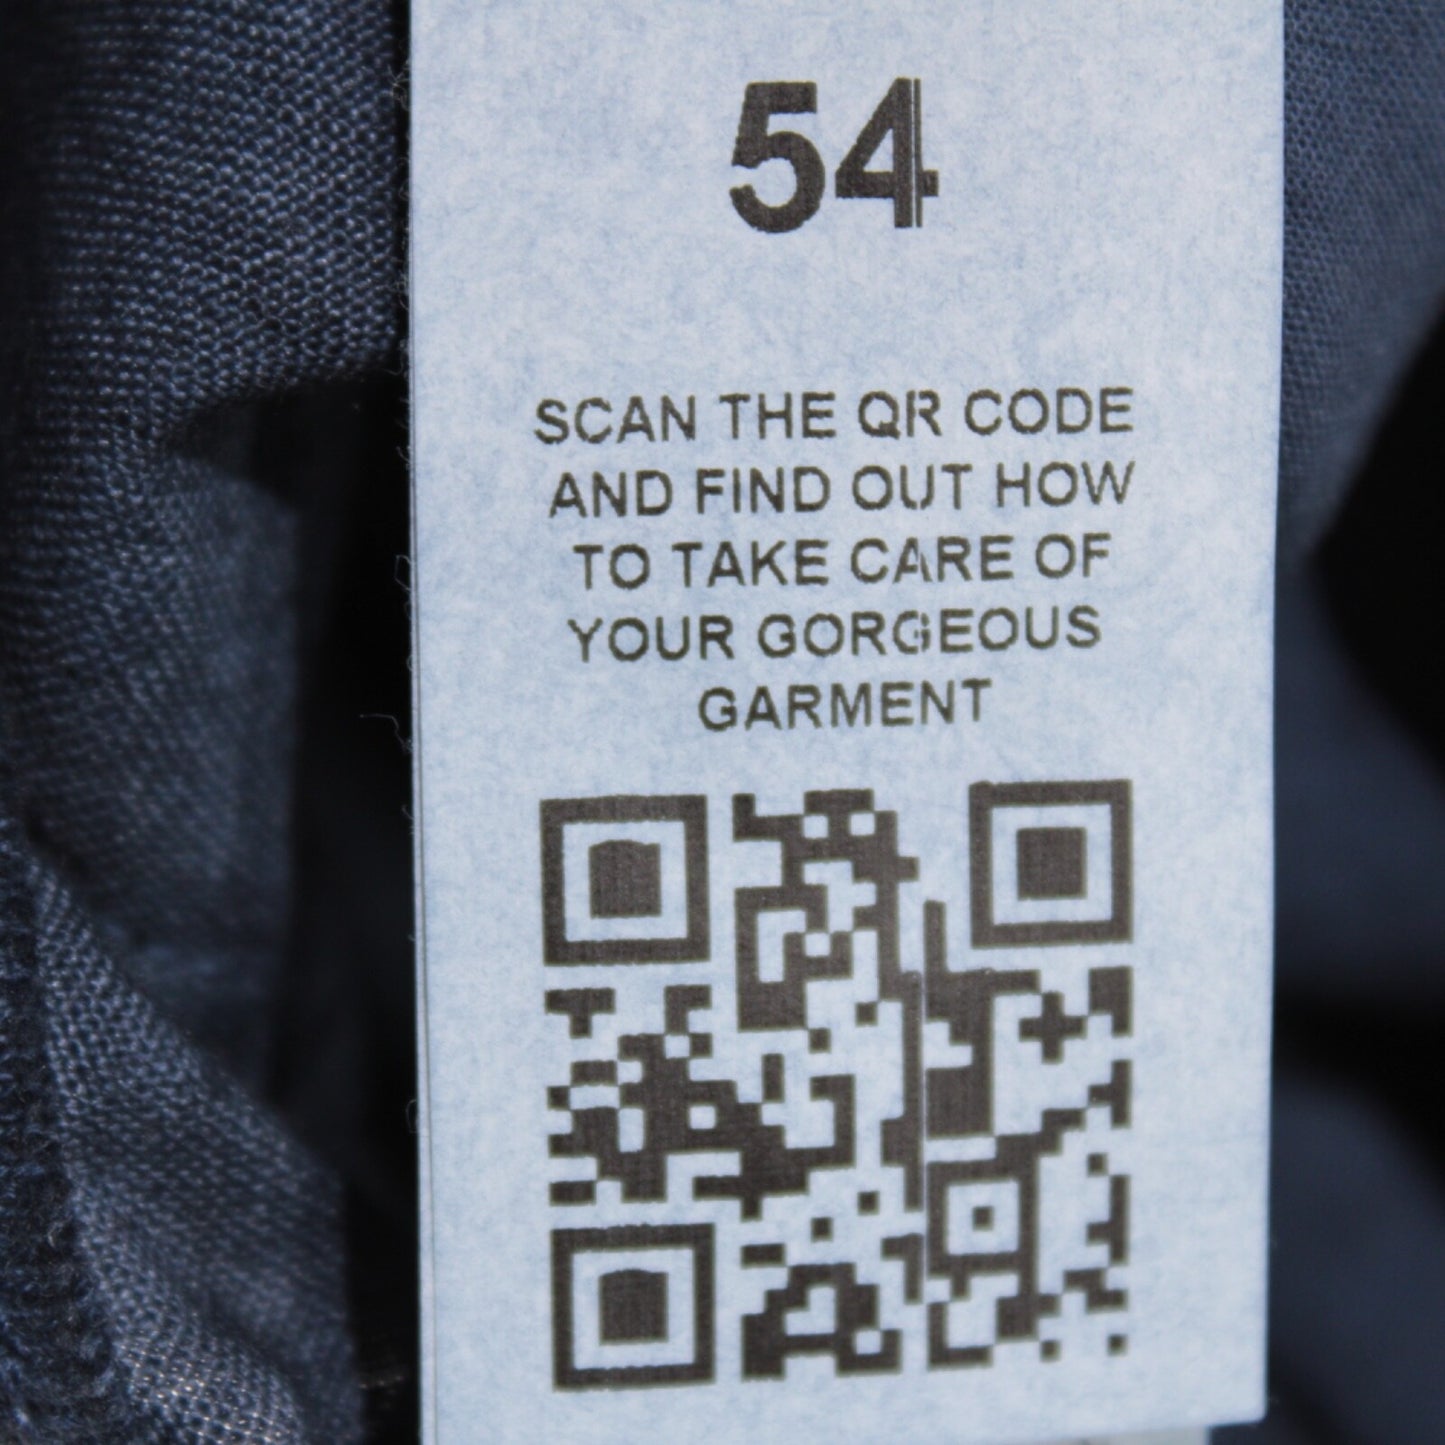 54
SCAN THE QR CODE
AND FIND OUT HOW
TO TAKE CARE OF
YOUR GORGEOUS
GARMENT